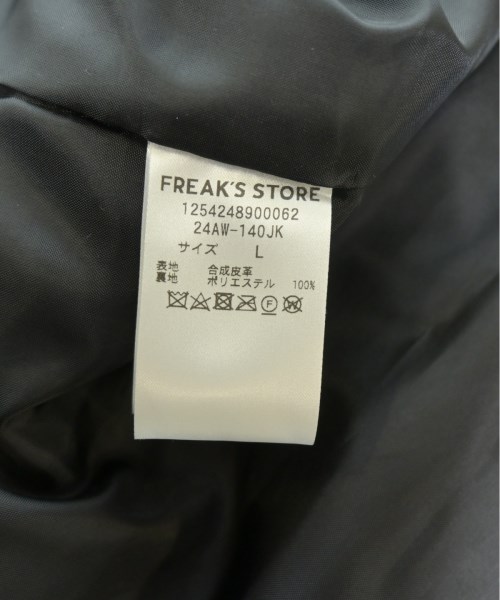 FREAK'S STORE
1254248900062
24AW-140JK
サイズ L
表地 合成皮革
裏地 ポリエステル 100%
F W